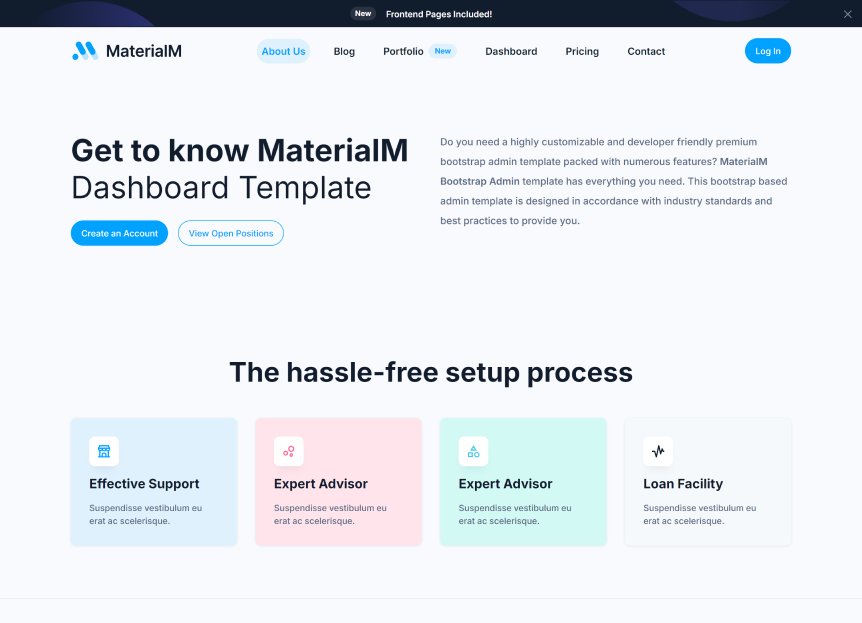 New Frontend Pages Included!
MaterialM
About Us Blog Portfolio New Dashboard Pricing Contact Log In
Get to know MaterialM
Dashboard Template
Create an Account View Open Positions
Do you need a highly customizable and developer friendly premium
bootstrap admin template packed with numerous features? MaterialM
Bootstrap Admin template has everything you need. This bootstrap based
admin template is designed in accordance with industry standards and
best practices to provide you.
The hassle-free setup process
Effective Support
Suspendisse vestibulum eu
erat ac scelerisque.
Expert Advisor
Suspendisse vestibulum eu
erat ac scelerisque.
Expert Advisor
Suspendisse vestibulum eu
erat ac scelerisque.
Loan Facility
Suspendisse vestibulum eu
erat ac scelerisque.